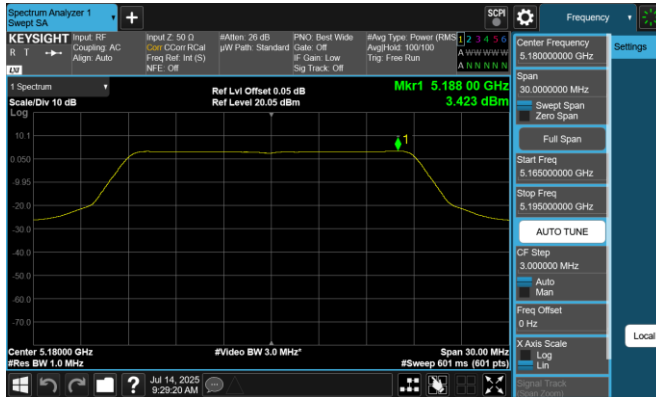 Spectrum Analyzer 1
Swept SA
SCPI
Frequency
KEYSIGHT
R T
LXI
Input: RF
Coupling: AC
Align: Auto
Input Z: 50 Ω
Corr CCorr RCal
Freq Ref: Int (S)
NFE: Off
#Atten: 26 dB
µW Path: Standard
PNO: Best Wide
Gate: Off
IF Gain: Low
Sig Track: Off
#Avg Type: Power (RMS
Avg|Hold: 100/100
Trig: Free Run
1 2 3 4 5 6
A W W W W W
A N N N N N
1 Spectrum
Scale/Div 10 dB
Log
Ref Lvl Offset 0.05 dB
Ref Level 20.05 dBm
Mkr1 5.188 00 GHz
3.423 dBm
1
10.1
0.050
-9.95
-20.0
-30.0
-40.0
-50.0
-60.0
-70.0
Center 5.18000 GHz
#Res BW 1.0 MHz
#Video BW 3.0 MHz*
Span 30.00 MHz
#Sweep 601 ms (601 pts)
Jul 14, 2025
9:29:20 AM
Center Frequency
5.180000000 GHz
Span
30.0000000 MHz
Swept Span
Zero Span
Full Span
Start Freq
5.165000000 GHz
Stop Freq
5.195000000 GHz
AUTO TUNE
CF Step
3.000000 MHz
Auto
Man
Freq Offset
0 Hz
X Axis Scale
Log
Lin
Signal Track
(Span Zoom)
Settings
Local